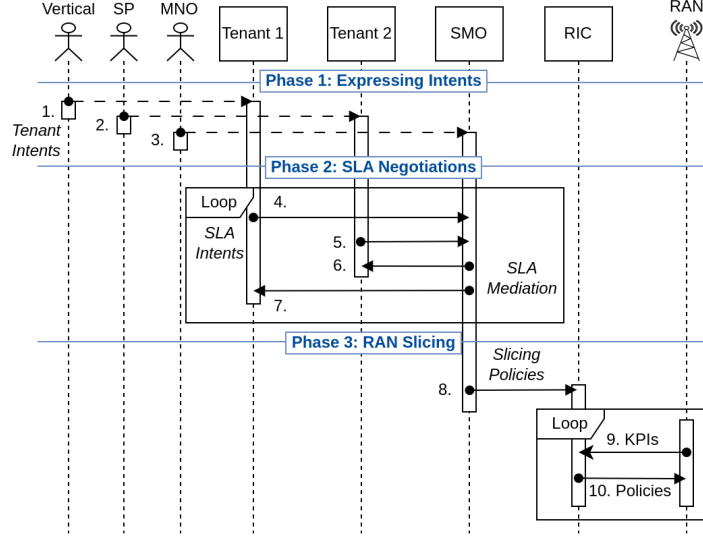 Vertical SP MNO RAN
Tenant 1 Tenant 2 SMO RIC
Phase 1: Expressing Intents
1.
2.
Tenant
Intents
3.
Phase 2: SLA Negotiations
Loop 4.
SLA
Intents
5.
6.
SLA
Mediation
7.
Phase 3: RAN Slicing
Slicing
Policies
8.
Loop
9. KPIs
10. Policies